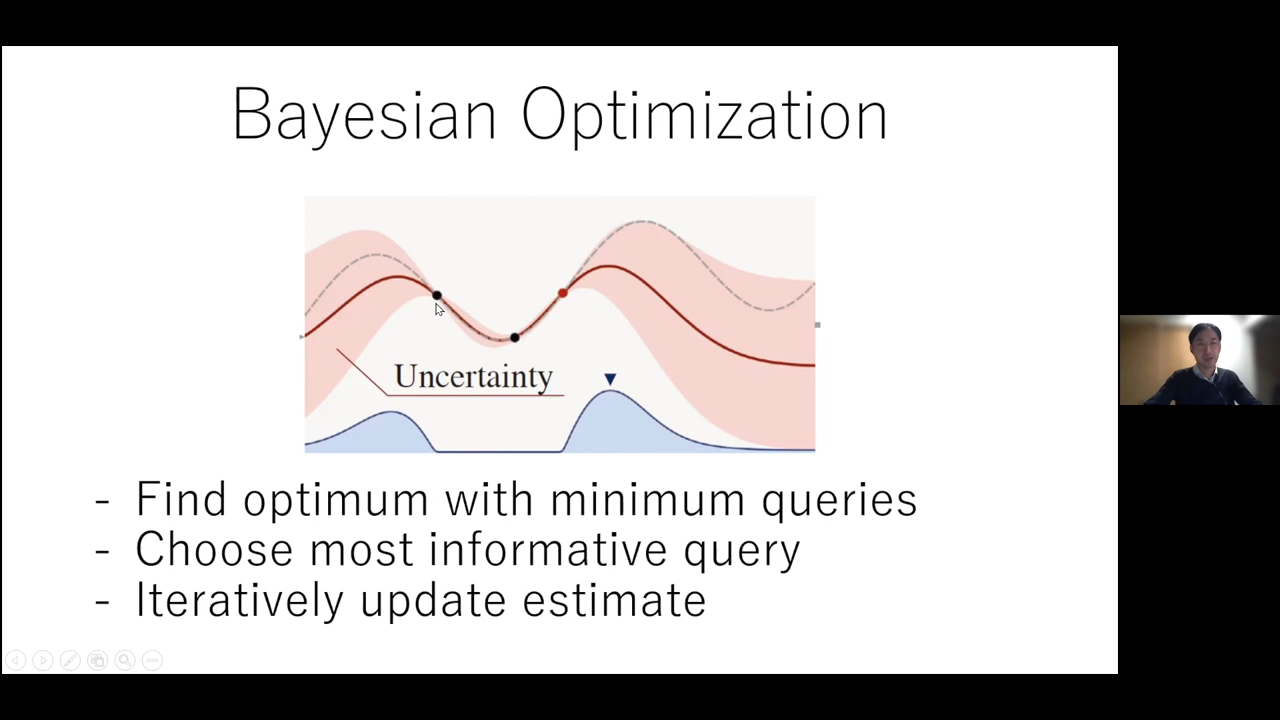 Bayesian Optimization
Uncertainty
- Find optimum with minimum queries
- Choose most informative query
- Iteratively update estimate